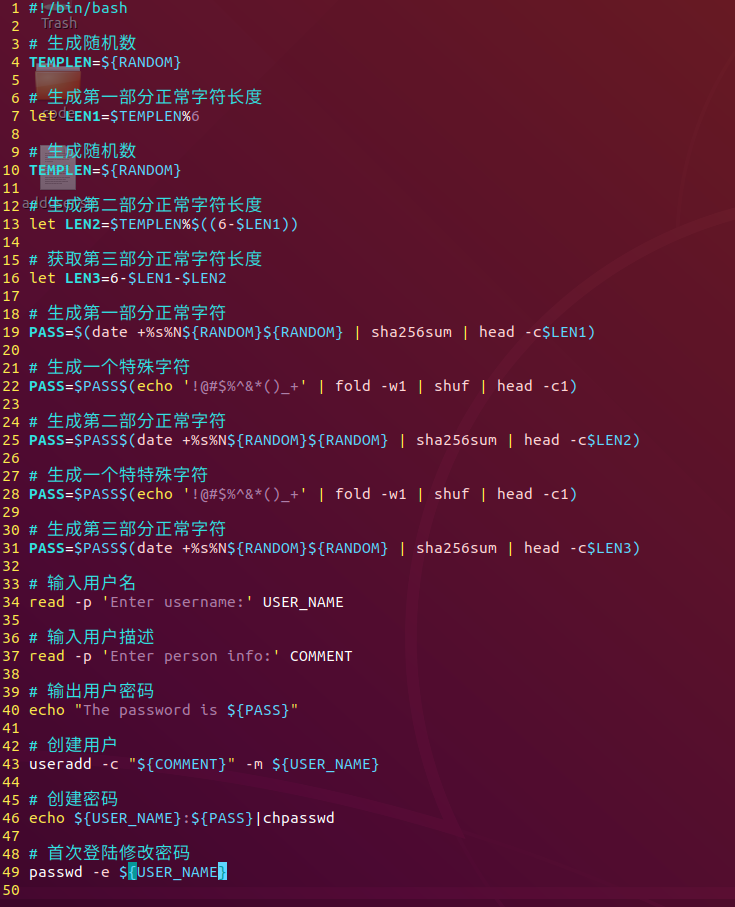 1 #!/bin/bash
Trash
2
3 # 生成随机数
4 TEMPLEN=${RANDOM}
5
6 # 生成第一部分正常字符长度
7 let LEN1=$TEMPLEN%6
8
9 # 生成随机数
10 TEMPLEN=${RANDOM}
11
12 # 生成第二部分正常字符长度
13 let LEN2=$TEMPLEN%$((6-$LEN1))
14
15 # 获取第三部分正常字符长度
16 let LEN3=6-$LEN1-$LEN2
17
18 # 生成第一部分正常字符
19 PASS=$(date +%s%N${RANDOM}${RANDOM} | sha256sum | head -c$LEN1)
20
21 # 生成一个特殊字符
22 PASS=$PASS$(echo '!@#$%^&*()_+' | fold -w1 | shuf | head -c1)
23
24 # 生成第二部分正常字符
25 PASS=$PASS$(date +%s%N${RANDOM}${RANDOM} | sha256sum | head -c$LEN2)
26
27 # 生成一个特特殊字符
28 PASS=$PASS$(echo '!@#$%^&*()_+' | fold -w1 | shuf | head -c1)
29
30 # 生成第三部分正常字符
31 PASS=$PASS$(date +%s%N${RANDOM}${RANDOM} | sha256sum | head -c$LEN3)
32
33 # 输入用户名
34 read -p 'Enter username:' USER_NAME
35
36 # 输入用户描述
37 read -p 'Enter person info:' COMMENT
38
39 # 输出用户密码
40 echo "The password is ${PASS}"
41
42 # 创建用户
43 useradd -c "${COMMENT}" -m ${USER_NAME}
44
45 # 创建密码
46 echo ${USER_NAME}:${PASS}|chpasswd
47
48 # 首次登陆修改密码
49 passwd -e ${USER_NAME}
50